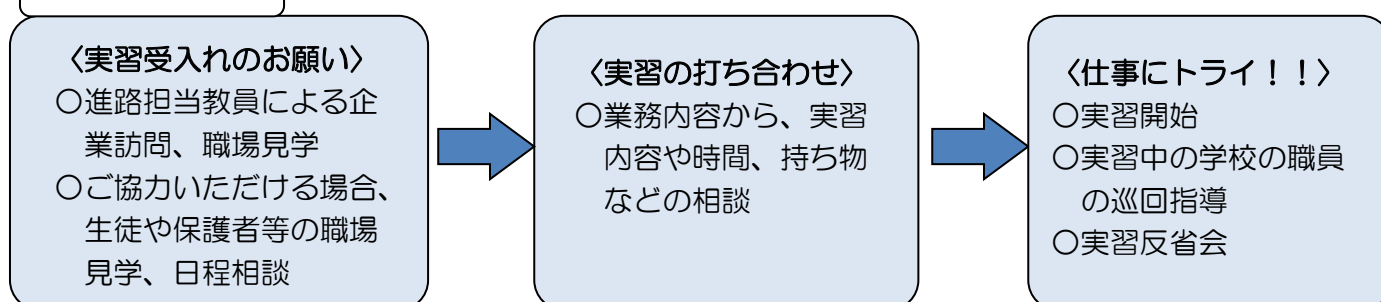 〈実習受入れのお願い〉
○進路担当教員による企
業訪問、職場見学
○ご協力いただける場合、
生徒や保護者等の職場
見学、日程相談
〈実習の打ち合わせ〉
○業務内容から、実習
内容や時間、持ち物
などの相談
〈仕事にトライ！！〉
○実習開始
○実習中の学校の職員
の巡回指導
○実習反省会